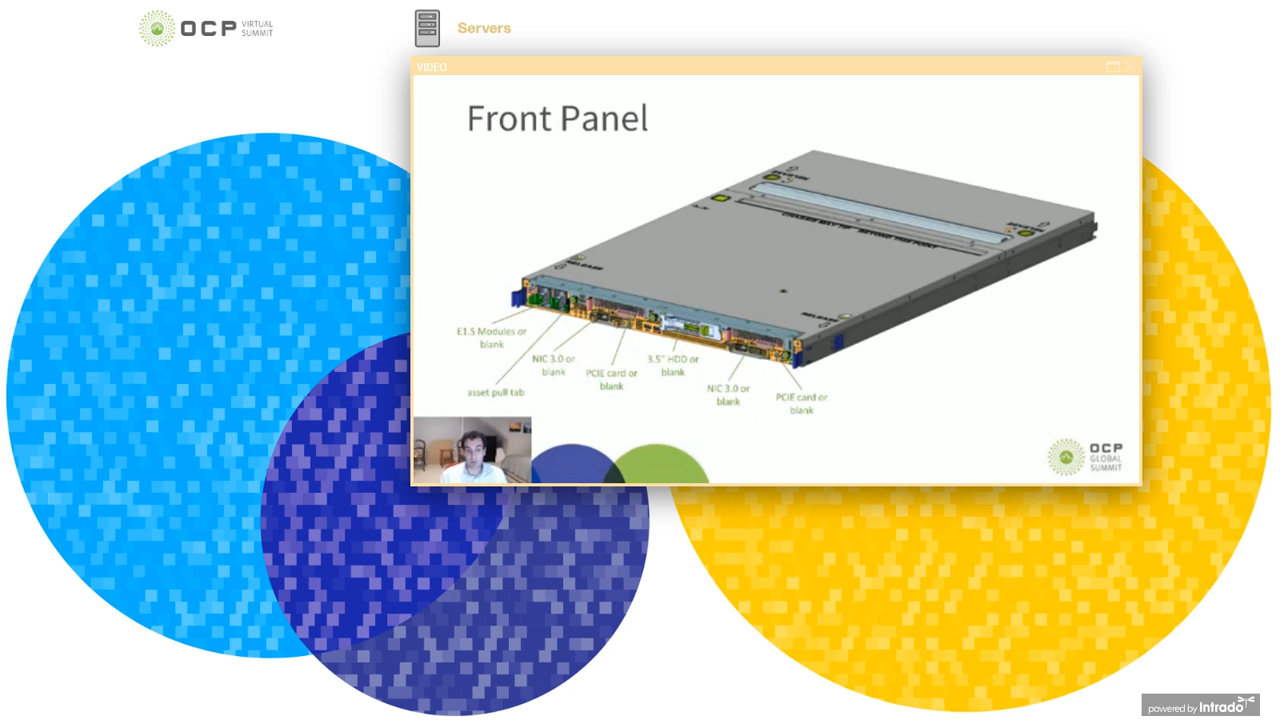 OCP VIRTUAL
SUMMIT
Servers
VIDEO
Front Panel
RELEASE
RELEASE
E1.S Modules or
blank
NIC 3.0 or
blank
3.5" HDD or
blank
PCIE card or
blank
asset pull tab
NIC 3.0 or
blank
PCIE card or
blank
OCP
GLOBAL
SUMMIT
powered by Intrado